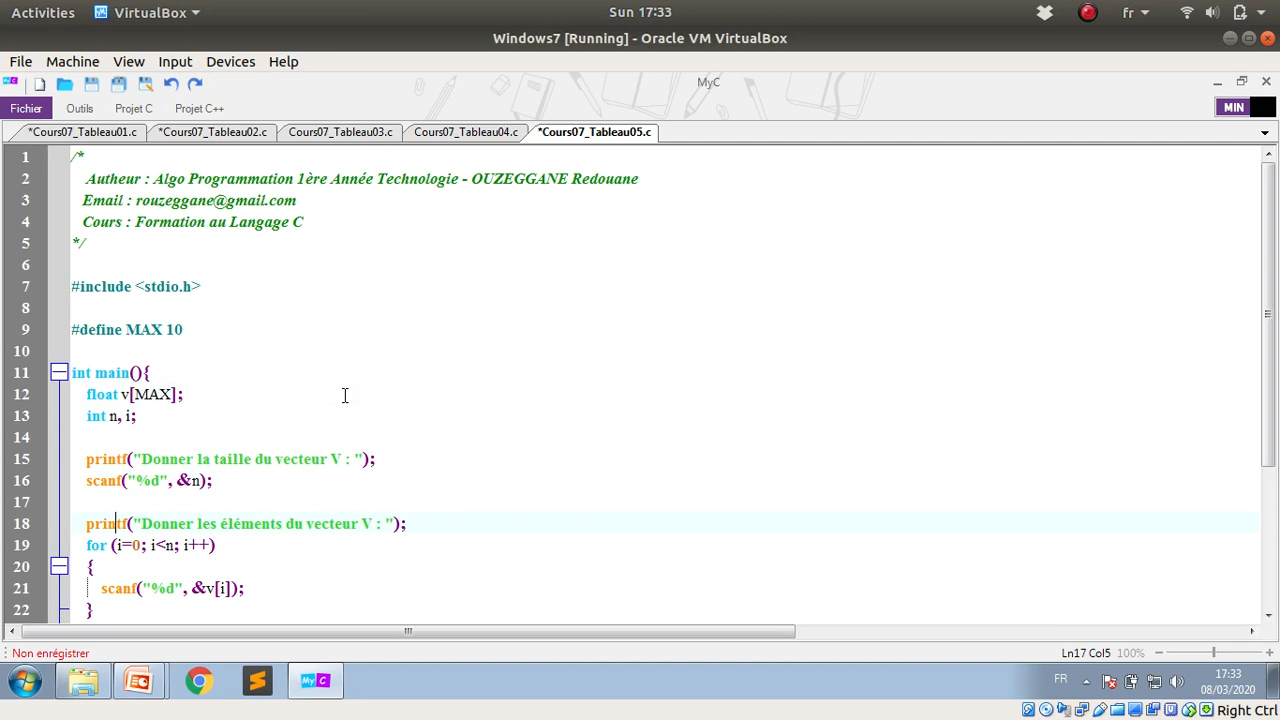 Activities VirtualBox Sun 17:33 fr
Windows7 [Running] - Oracle VM VirtualBox
File Machine View Input Devices Help
MyC
Fichier Outils Projet C Projet C++ MIN
*Cours07_Tableau01.c *Cours07_Tableau02.c Cours07_Tableau03.c Cours07_Tableau04.c *Cours07_Tableau05.c
1 /*
2 Autheur : Algo Programmation 1ère Année Technologie - OUZEGGANE Redouane
3 Email : rouzeggane@gmail.com
4 Cours : Formation au Langage C
5 */
6
7 #include <stdio.h>
8
9 #define MAX 10
10
11 int main(){
12 float v[MAX];
13 int n, i;
14
15 printf("Donner la taille du vecteur V : ");
16 scanf("%d", &n);
17
18 printf("Donner les éléments du vecteur V : ");
19 for (i=0; i<n; i++)
20 {
21 scanf("%d", &v[i]);
22 }
Non enregistrer Ln17 Col5 100%
MyC FR 17:33
08/03/2020
Right Ctrl